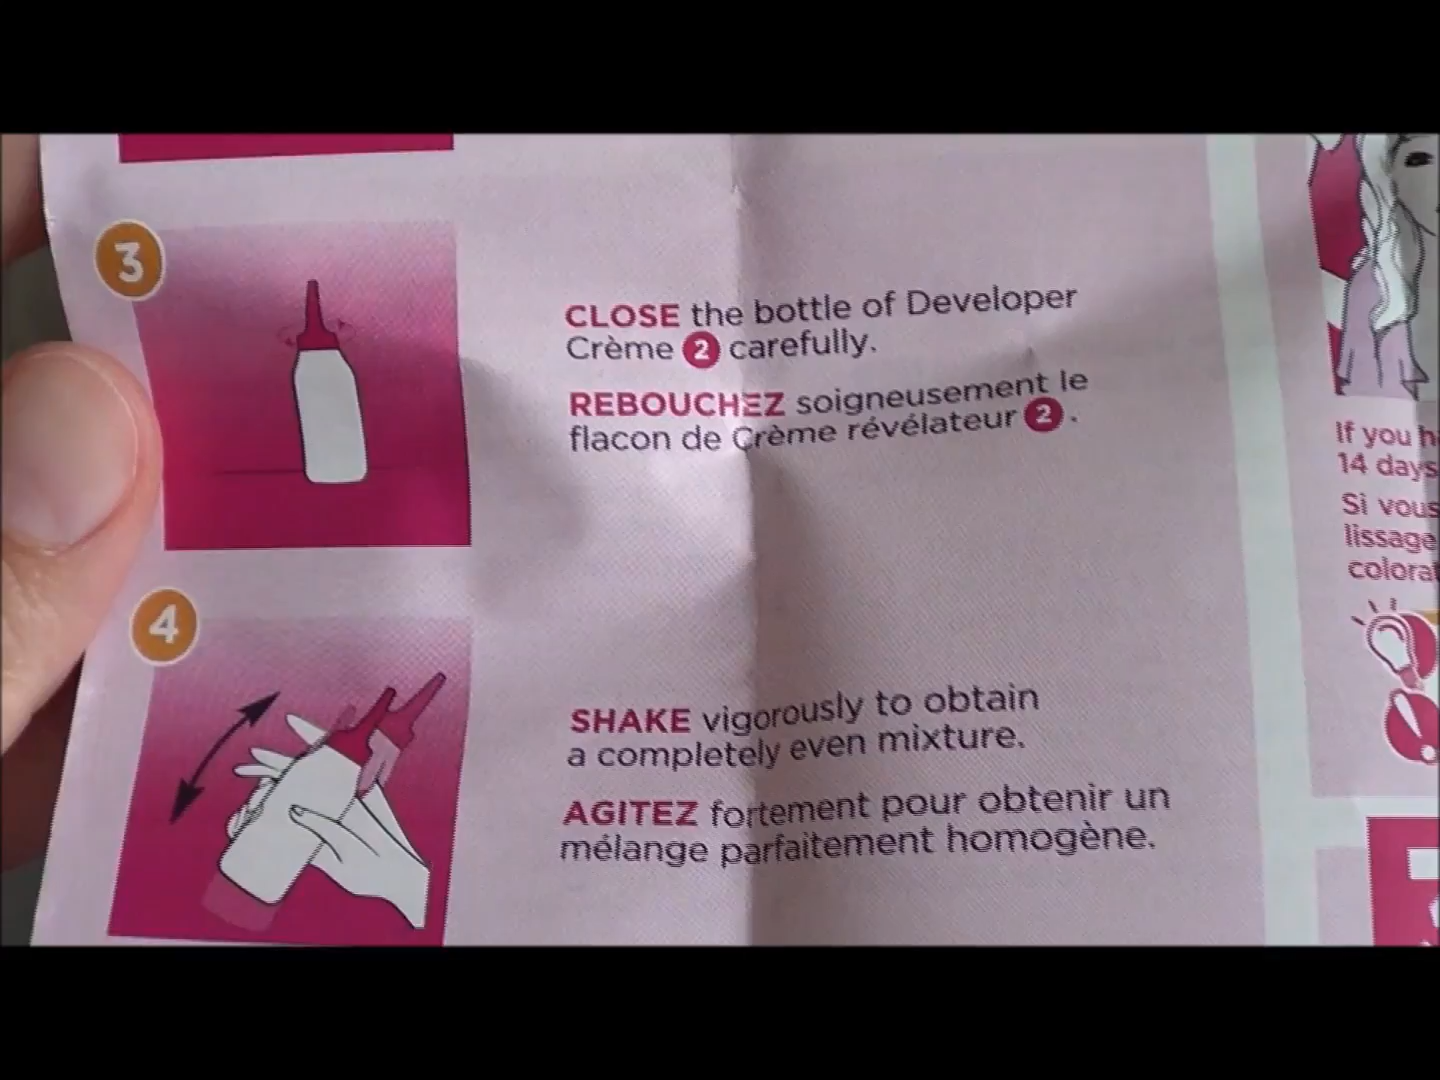 3
CLOSE the bottle of Developer
Crème 2 carefully.
REBOUCHEZ soigneusement le
flacon de Crème révélateur 2.
4
SHAKE vigorously to obtain
a completely even mixture.
AGITEZ fortement pour obtenir un
mélange parfaitement homogène.
If you
14 days
Si vous
lissage